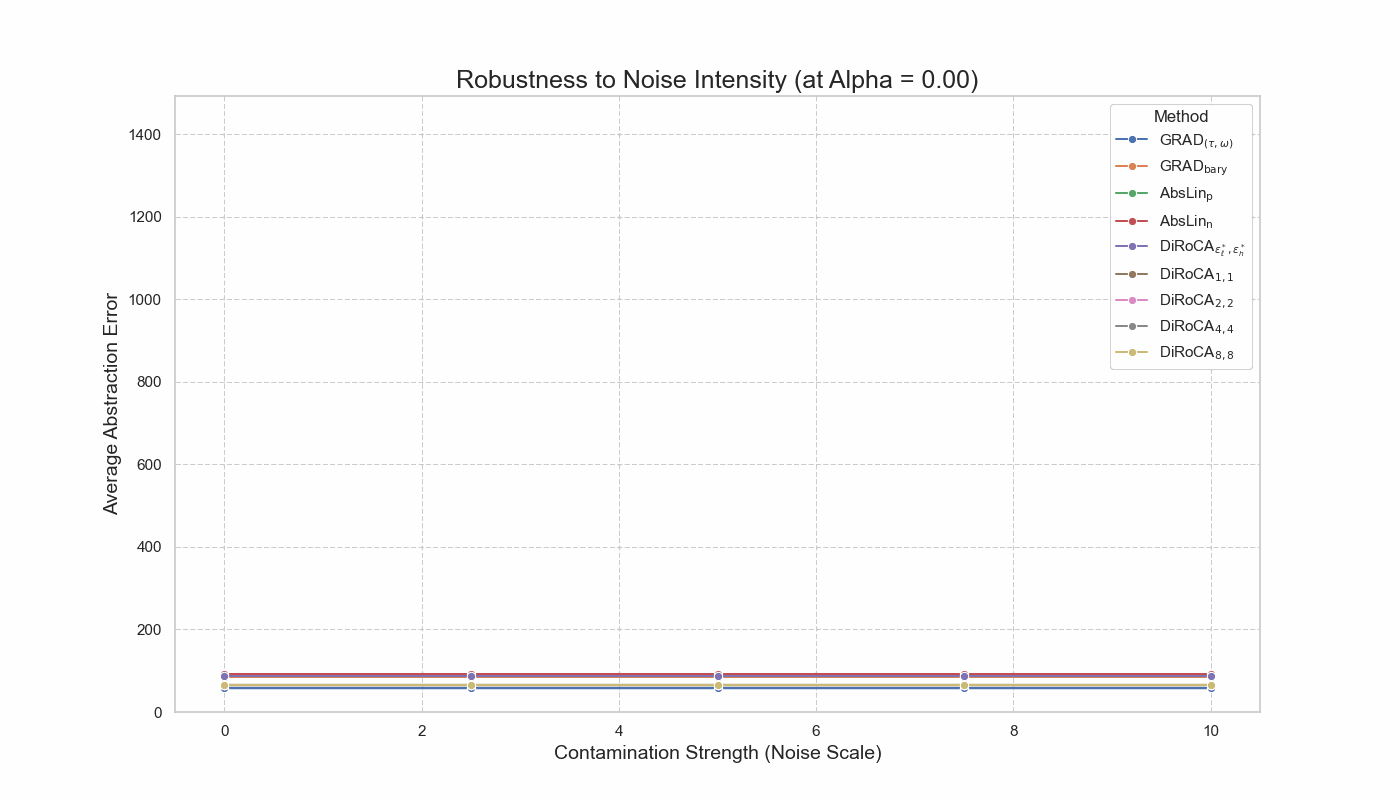 Robustness to Noise Intensity (at Alpha = 0.00)
Average Abstraction Error
1400
1200
1000
800
600
400
200
0
0 2 4 6 8 10
Contamination Strength (Noise Scale)
Method
GRAD(τ, ω)
GRADbary
AbsLinp
AbsLinn
DiRoCAεℓ*, εh*
DiRoCA1, 1
DiRoCA2, 2
DiRoCA4, 4
DiRoCA8, 8